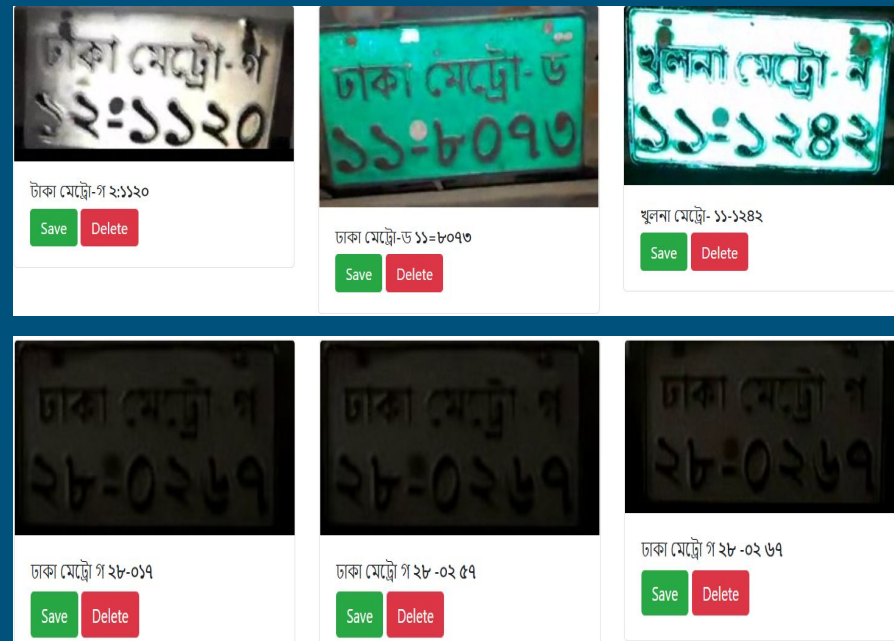 ঢাকা মেট্রো-গ
১২-১১২০
টাকা মেট্রো-গ ২:১১২০
Save Delete
ঢাকা মেট্রো-ড
১১-৮০৭৩
ঢাকা মেট্রো-ড ১১=৮০৭৩
Save Delete
খুলনা মেট্রো-ন
১১-১২৪২
খুলনা মেট্রো- ১১-১২৪২
Save Delete
ঢাকা মেট্রো গ
২৮-০২৬৭
ঢাকা মেট্রো গ ২৮-০১৭
Save Delete
ঢাকা মেট্রো গ
২৮-০২৬৭
ঢাকা মেট্রো গ ২৮ -০২ ৫৭
Save Delete
ঢাকা মেট্রো গ
২৮-০২৬৭
ঢাকা মেট্রো গ ২৮ -০২ ৬৭
Save Delete